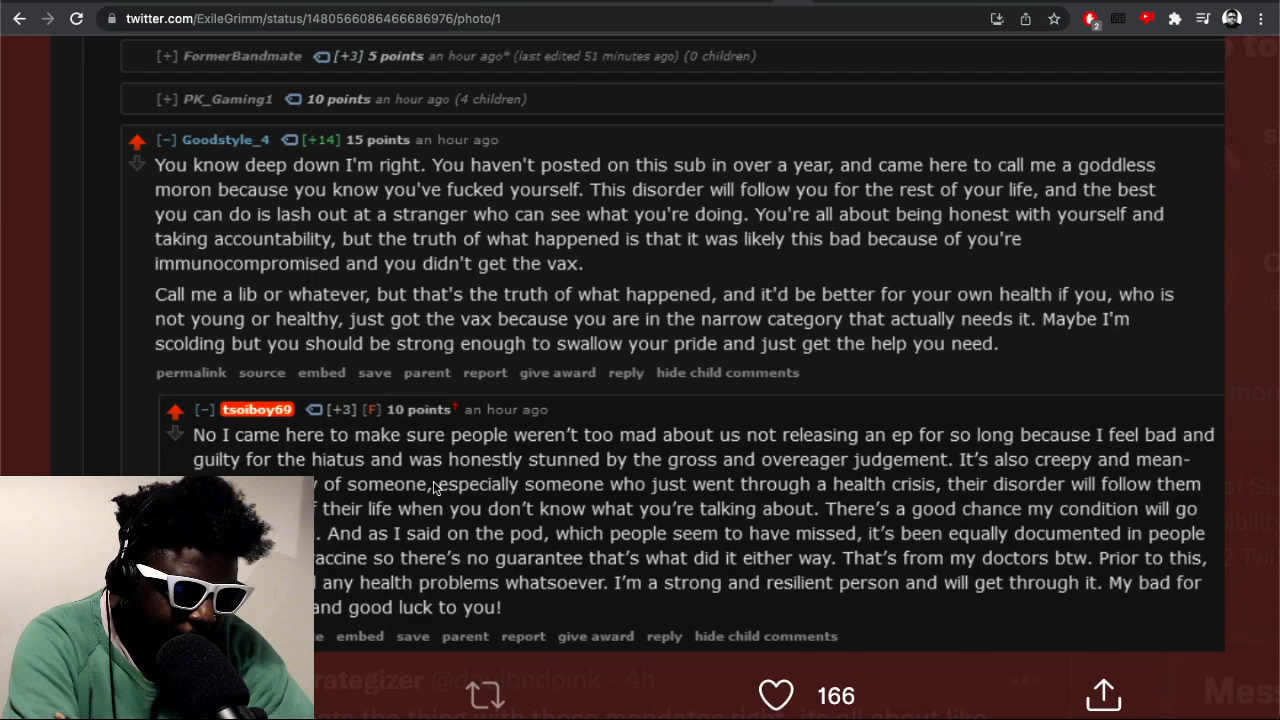 twitter.com/ExileGrimm/status/1480566086466686976/photo/1
2
[+] FormerBandmate [+3] 5 points an hour ago* (last edited 51 minutes ago) (0 children)
[+] PK_Gaming1 10 points an hour ago (4 children)
[-] Goodstyle_4 [+14] 15 points an hour ago
You know deep down I'm right. You haven't posted on this sub in over a year, and came here to call me a goddless
moron because you know you've fucked yourself. This disorder will follow you for the rest of your life, and the best
you can do is lash out at a stranger who can see what you're doing. You're all about being honest with yourself and
taking accountability, but the truth of what happened is that it was likely this bad because of you're
immunocompromised and you didn't get the vax.
Call me a lib or whatever, but that's the truth of what happened, and it'd be better for your own health if you, who is
not young or healthy, just got the vax because you are in the narrow category that actually needs it. Maybe I'm
scolding but you should be strong enough to swallow your pride and just get the help you need.
permalink source embed save parent report give award reply hide child comments
[-] tsoiboy69 [+3] [F] 10 points† an hour ago
No I came here to make sure people weren't too mad about us not releasing an ep for so long because I feel bad and
guilty for the hiatus and was honestly stunned by the gross and overeager judgement. It's also creepy and mean-
y of someone, especially someone who just went through a health crisis, their disorder will follow them
f their life when you don't know what you're talking about. There's a good chance my condition will go
. And as I said on the pod, which people seem to have missed, it's been equally documented in people
accine so there's no guarantee that's what did it either way. That's from my doctors btw. Prior to this,
any health problems whatsoever. I'm a strong and resilient person and will get through it. My bad for
and good luck to you!
embed save parent report give award reply hide child comments
rategizer 4h
166
Mess